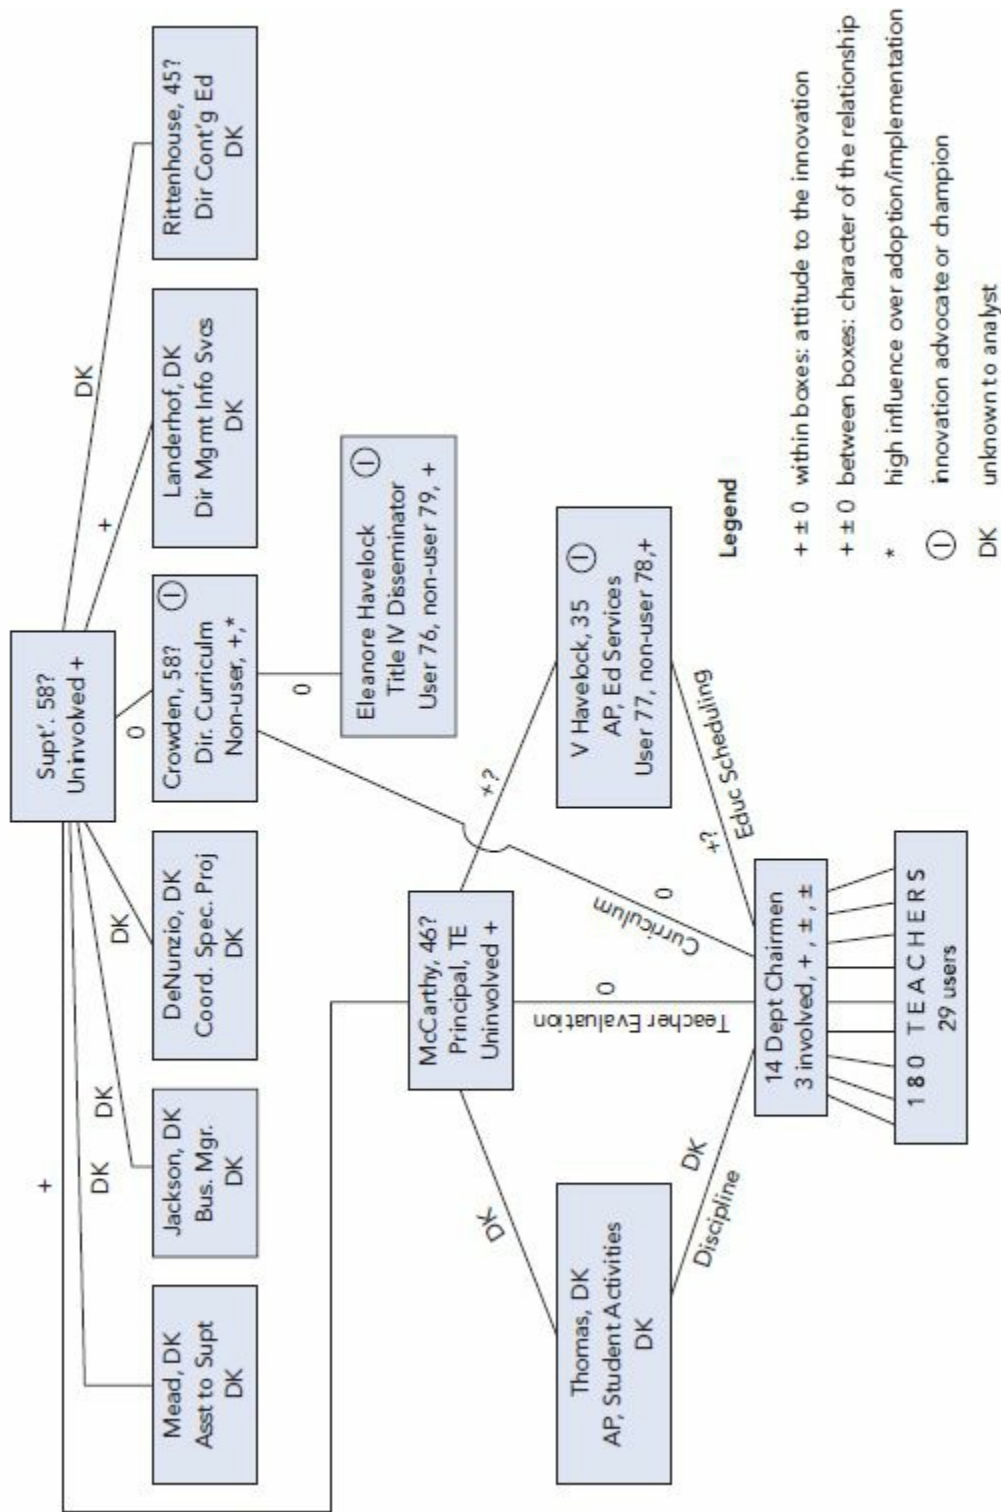 Supt'. 58?
Uninvolved +
+
DK
DK
DK
0
+
DK
Mead, DK
Asst to Supt
DK
Jackson, DK
Bus. Mgr.
DK
DeNunzio, DK
Coord. Spec. Proj
DK
Crowden, 58? I
Dir. Curriculm
Non-user, +,*
Landerhof, DK
Dir Mgmt Info Svcs
DK
Rittenhouse, 45?
Dir Cont'g Ed
DK
0
Eleanore Havelock I
Title IV Disseminator
User 76, non-user 79, +
McCarthy, 46?
Principal, TE
Uninvolved +
DK
+?
Thomas, DK
AP, Student Activities
DK
V Havelock, 35 I
AP, Ed Services
User 77, non-user 78,+
Discipline
DK
Teacher Evaluation
0
Curriculum
0
+?
Educ Scheduling
14 Dept Chairmen
3 involved, +, ±, ±
180 TEACHERS
29 users
Legend
+ ± 0 within boxes: attitude to the innovation
+ ± 0 between boxes: character of the relationship
* high influence over adoption/implementation
I innovation advocate or champion
DK unknown to analyst